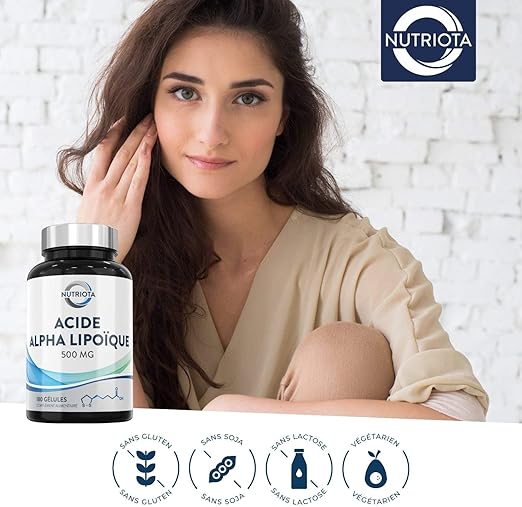 NUTRIOTA
NUTRIOTA
ACIDE
ALPHA LIPOÏQUE
500 MG
180 GÉLULES
COMPLÉMENT ALIMENTAIRE
S-S
O
OH
SANS GLUTEN
SANS GLUTEN
SANS SOJA
SANS SOJA
SANS LACTOSE
SANS LACTOSE
VÉGÉTARIEN
VÉGÉTARIEN